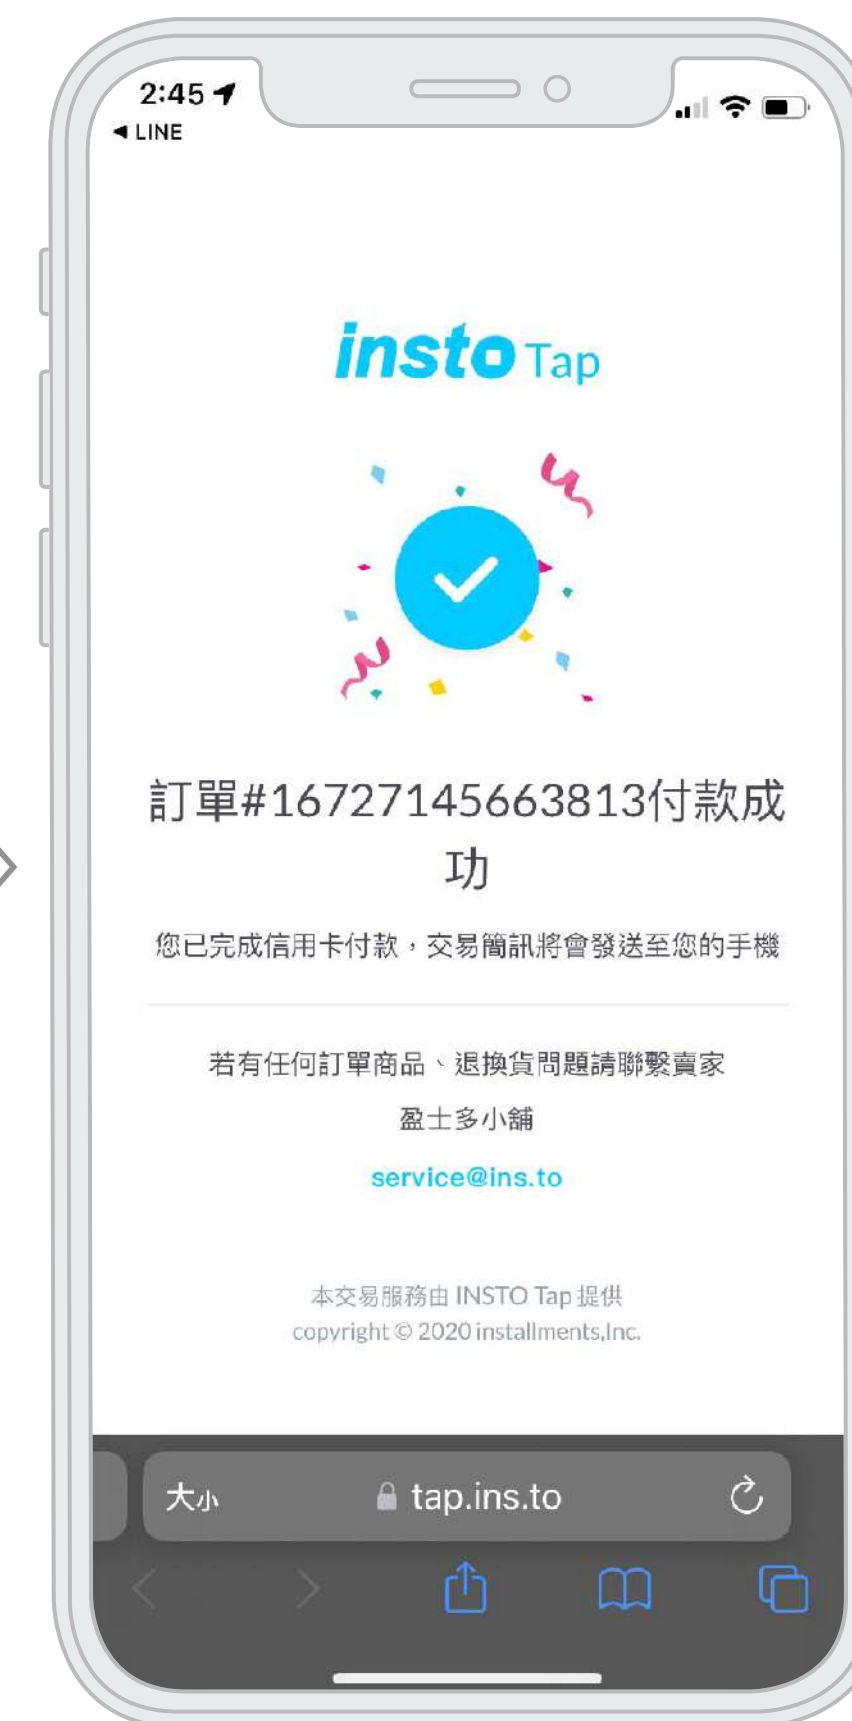 2:45
◀ LINE
insto Tap
訂單#16727145663813付款成
功
您已完成信用卡付款，交易簡訊將會發送至您的手機
若有任何訂單商品、退換貨問題請聯繫賣家
盈士多小舖
service@ins.to
本交易服務由 INSTO Tap 提供
copyright © 2020 installments,Inc.
大小 tap.ins.to